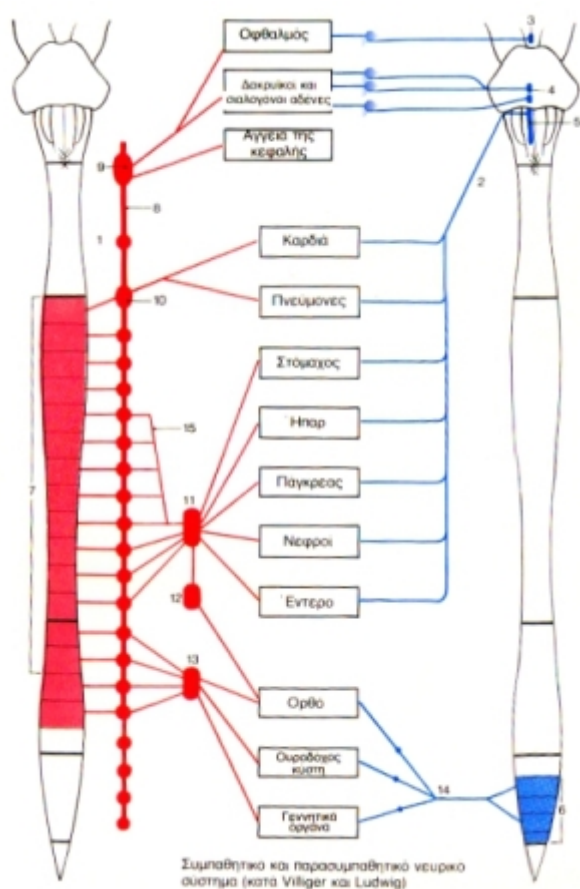 3
Οφθαλμός
Δακρυϊκοι και
σιαλογόνοι αδένες
4
5
Αγγεία της
κεφαλής
9
2
8
1
Καρδιά
10
Πνεύμονες
Στόμαχος
15
Ήπαρ
7
11
Πάγκρεας
Νεφροί
12
Έντερο
13
Ορθό
Ουροδόχος
κύστη
14
6
Γεννητικά
όργανα
Συμπαθητικό και παρασυμπαθητικό νευρικό
σύστημα (κατά Villiger και Ludwig)